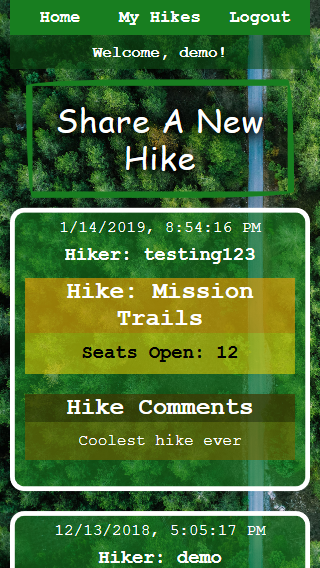 Home My Hikes Logout
Welcome, demo!
Share A New
Hike
1/14/2019, 8:54:16 PM
Hiker: testing123
Hike: Mission
Trails
Seats Open: 12
Hike Comments
Coolest hike ever
12/13/2018, 5:05:17 PM
Hiker: demo